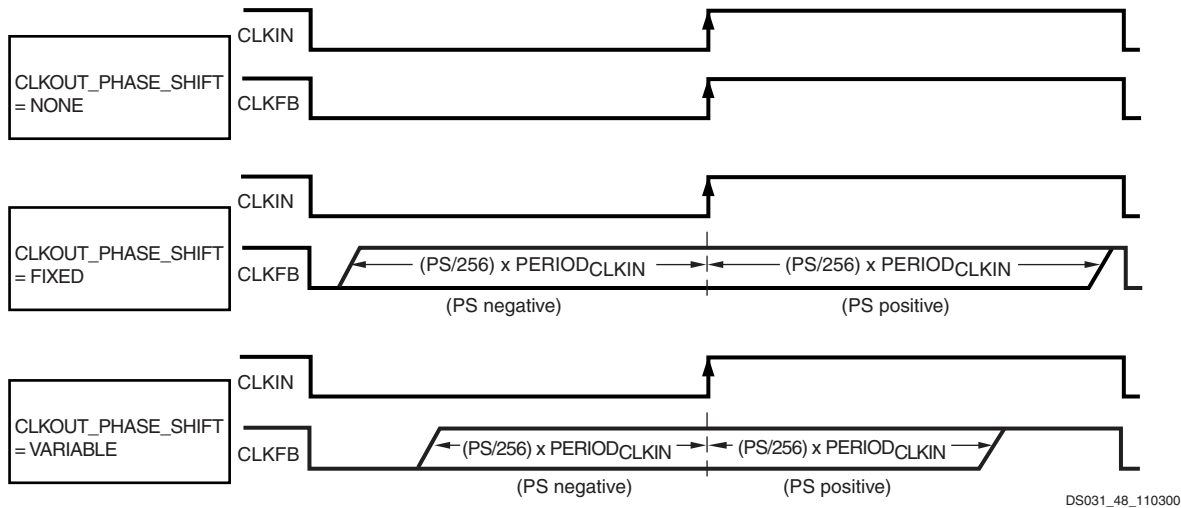 CLKIN
CLKOUT_PHASE_SHIFT
= NONE
CLKFB
CLKIN
CLKOUT_PHASE_SHIFT
= FIXED
CLKFB
(PS/256) x PERIODCLKIN
(PS/256) x PERIODCLKIN
(PS negative)
(PS positive)
CLKIN
CLKOUT_PHASE_SHIFT
= VARIABLE
CLKFB
(PS/256) x PERIODCLKIN
(PS/256) x PERIODCLKIN
(PS negative)
(PS positive)
DS031_48_110300